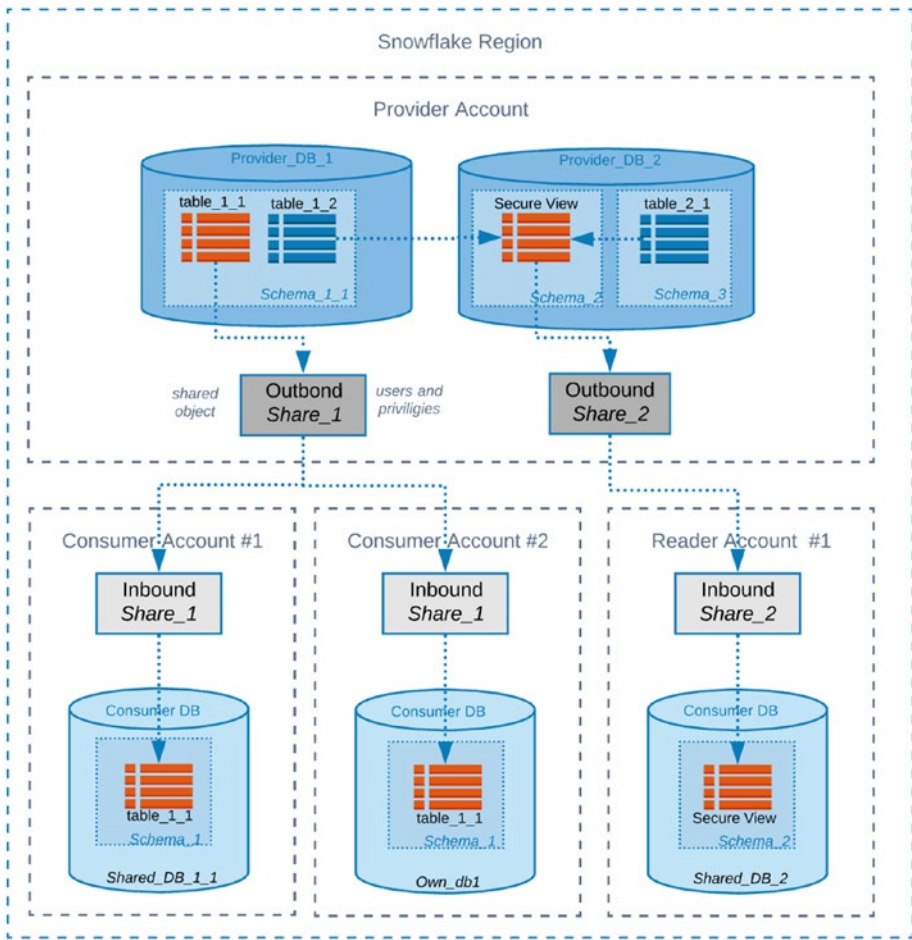 Snowflake Region
Provider Account
Provider_DB_1
Provider_DB_2
table_1_1
table_1_2
Secure View
table_2_1
Schema_1_1
Schema_2
Schema_3
shared
object
Outbond
Share_1
users and
priviligies
Outbound
Share_2
Consumer Account #1
Consumer Account #2
Reader Account #1
Inbound
Share_1
Inbound
Share_1
Inbound
Share_2
Consumer DB
Consumer DB
Consumer DB
table_1_1
Schema_1
Shared_DB_1_1
table_1_1
Schema_1
Own_db1
Secure View
Schema_2
Shared_DB_2